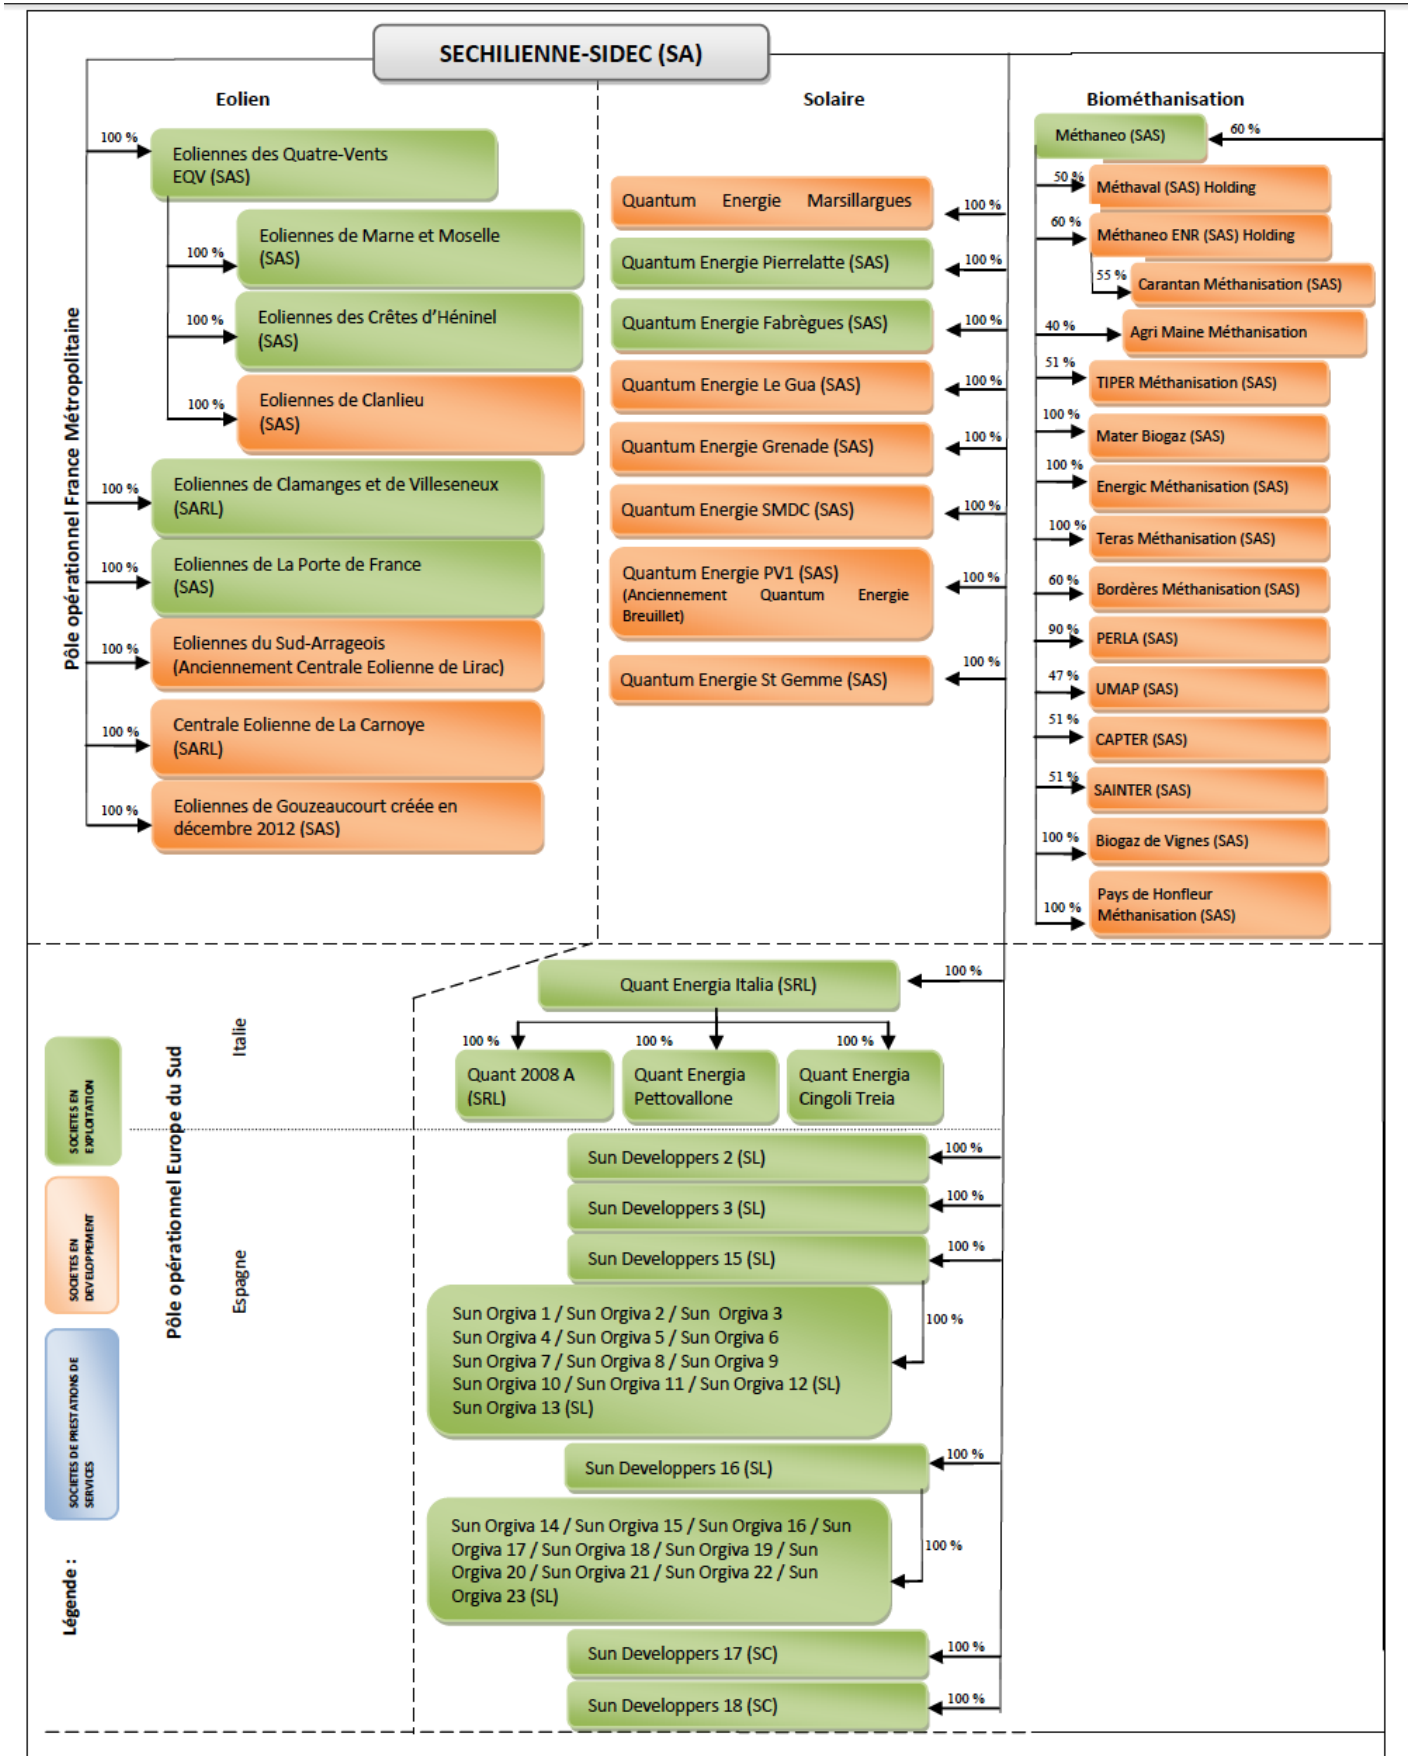 SECHILIENNE-SIDEC (SA)
Pôle opérationnel France Métropolitaine
Eolien
100 %
Eoliennes des Quatre-Vents
EQV (SAS)
100 %
Eoliennes de Marne et Moselle
(SAS)
100 %
Eoliennes des Crêtes d'Héninel
(SAS)
100 %
Eoliennes de Clanlieu
(SAS)
100 %
Eoliennes de Clamanges et de Villeseneux
(SARL)
100 %
Eoliennes de La Porte de France
(SAS)
100 %
Eoliennes du Sud-Arrageois
(Anciennement Centrale Eolienne de Lirac)
100 %
Centrale Eolienne de La Carnoye
(SARL)
100 %
Eoliennes de Gouzeaucourt créée en
décembre 2012 (SAS)
Solaire
Quantum Energie Marsillargues
100 %
Quantum Energie Pierrelatte (SAS)
100 %
Quantum Energie Fabrègues (SAS)
100 %
Quantum Energie Le Gua (SAS)
100 %
Quantum Energie Grenade (SAS)
100 %
Quantum Energie SMDC (SAS)
100 %
Quantum Energie PV1 (SAS)
(Anciennement Quantum Energie
Breuillet)
100 %
Quantum Energie St Gemme (SAS)
100 %
Biométhanisation
Méthaneo (SAS)
60 %
50 %
Méthaval (SAS) Holding
60 %
Méthaneo ENR (SAS) Holding
55 %
Carantan Méthanisation (SAS)
40 %
Agri Maine Méthanisation
51 %
TIPER Méthanisation (SAS)
100 %
Mater Biogaz (SAS)
100 %
Energic Méthanisation (SAS)
100 %
Teras Méthanisation (SAS)
60 %
Bordères Méthanisation (SAS)
90 %
PERLA (SAS)
47 %
UMAP (SAS)
51 %
CAPTER (SAS)
51 %
SAINTER (SAS)
100 %
Biogaz de Vignes (SAS)
100 %
Pays de Honfleur
Méthanisation (SAS)
Pôle opérationnel Europe du Sud
Italie
Quant Energia Italia (SRL)
100 %
100 %
Quant 2008 A
(SRL)
100 %
Quant Energia
Pettovallone
100 %
Quant Energia
Cingoli Treia
Espagne
Sun Developpers 2 (SL)
100 %
Sun Developpers 3 (SL)
100 %
Sun Developpers 15 (SL)
100 %
100 %
Sun Orgiva 1 / Sun Orgiva 2 / Sun Orgiva 3
Sun Orgiva 4 / Sun Orgiva 5 / Sun Orgiva 6
Sun Orgiva 7 / Sun Orgiva 8 / Sun Orgiva 9
Sun Orgiva 10 / Sun Orgiva 11 / Sun Orgiva 12 (SL)
Sun Orgiva 13 (SL)
Sun Developpers 16 (SL)
100 %
100 %
Sun Orgiva 14 / Sun Orgiva 15 / Sun Orgiva 16 / Sun
Orgiva 17 / Sun Orgiva 18 / Sun Orgiva 19 / Sun
Orgiva 20 / Sun Orgiva 21 / Sun Orgiva 22 / Sun
Orgiva 23 (SL)
Sun Developpers 17 (SC)
100 %
Sun Developpers 18 (SC)
100 %
Légende :
SOCIETES DE PRESTATIONS DE
SERVICES
SOCIETES EN
DEVELOPPEMENT
SOCIETES EN
EXPLOITATION